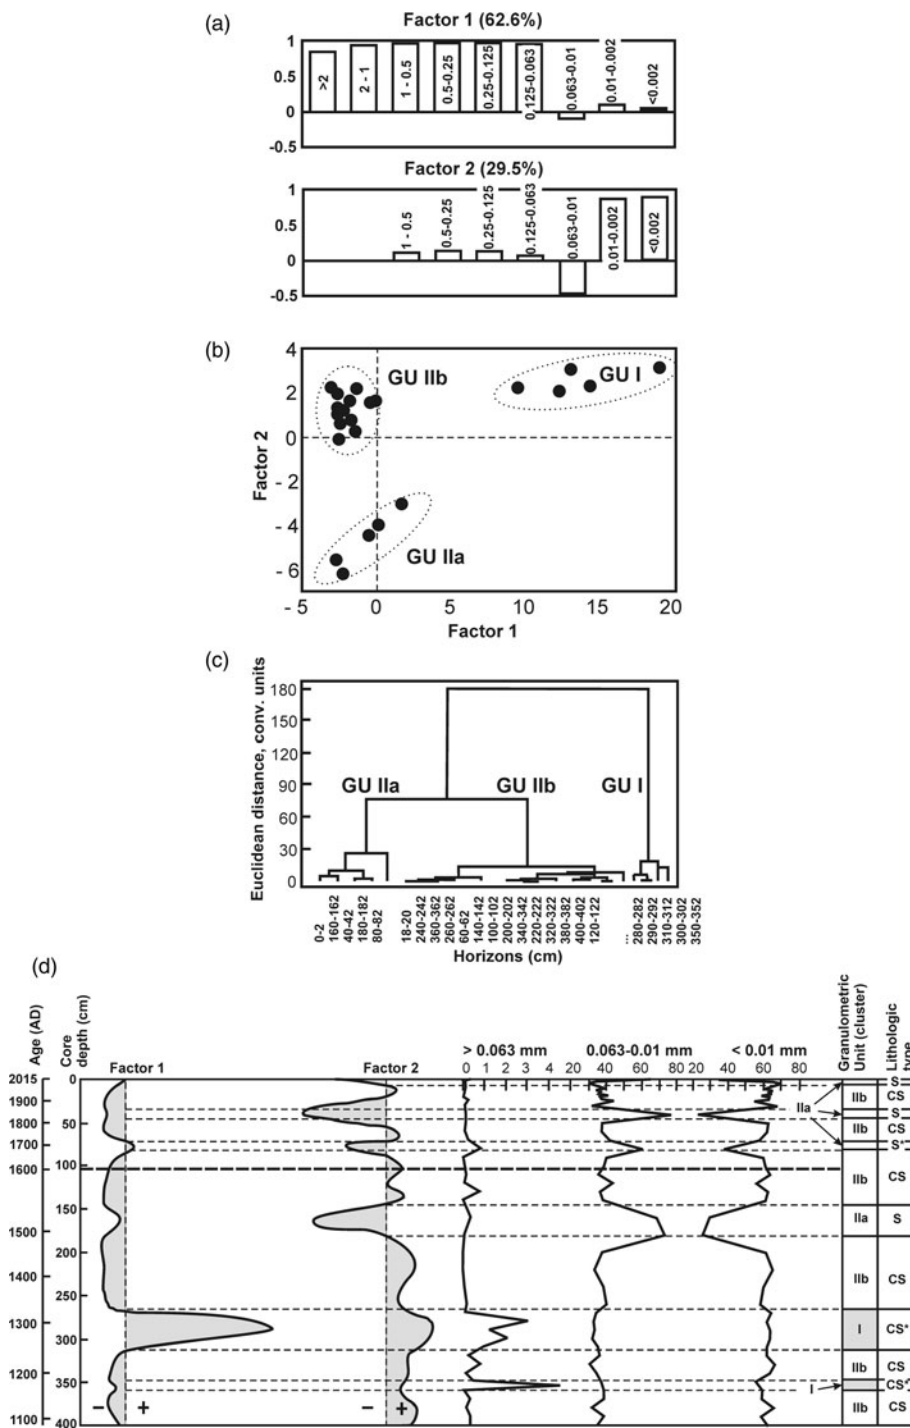 (a)
Factor 1 (62.6%)
1
0.5
0
-0.5
>2
2 - 1
1 - 0.5
0.5-0.25
0.25-0.125
0.125-0.063
0.063-0.01
0.01-0.002
<0.002
Factor 2 (29.5%)
1
0.5
0
-0.5
1 - 0.5
0.5-0.25
0.25-0.125
0.125-0.063
0.063-0.01
0.01-0.002
<0.002
(b)
4
2
0
- 2
- 4
- 6
Factor 2
GU IIb
GU I
GU IIa
- 5
0
5
10
15
20
Factor 1
(c)
Euclidean distance, conv. units
180
150
120
90
60
30
0
GU IIa
GU IIb
GU I
0-2
160-162
40-42
180-182
80-82
18-20
240-242
360-362
260-262
60-62
140-142
100-102
200-202
340-342
220-222
320-322
380-382
400-402
120-122
...
280-282
290-292
310-312
300-302
350-352
Horizons (cm)
(d)
Age (AD)
Core depth (cm)
Factor 1
Factor 2
> 0.063 mm
0.063-0.01 mm
< 0.01 mm
Granulometric Unit (cluster)
Lithologic type
0 1 2 3 4 20 40 60 80 20 40 60 80
2015
1900
1800
1700
1600
1500
1400
1300
1200
1100
0
50
100
150
200
250
300
350
400
− +
− +
IIa
I
S
IIb CS
S
IIb CS
S*
IIb CS
IIa S
IIb CS
I CS*
IIb CS
CS*
IIb CS